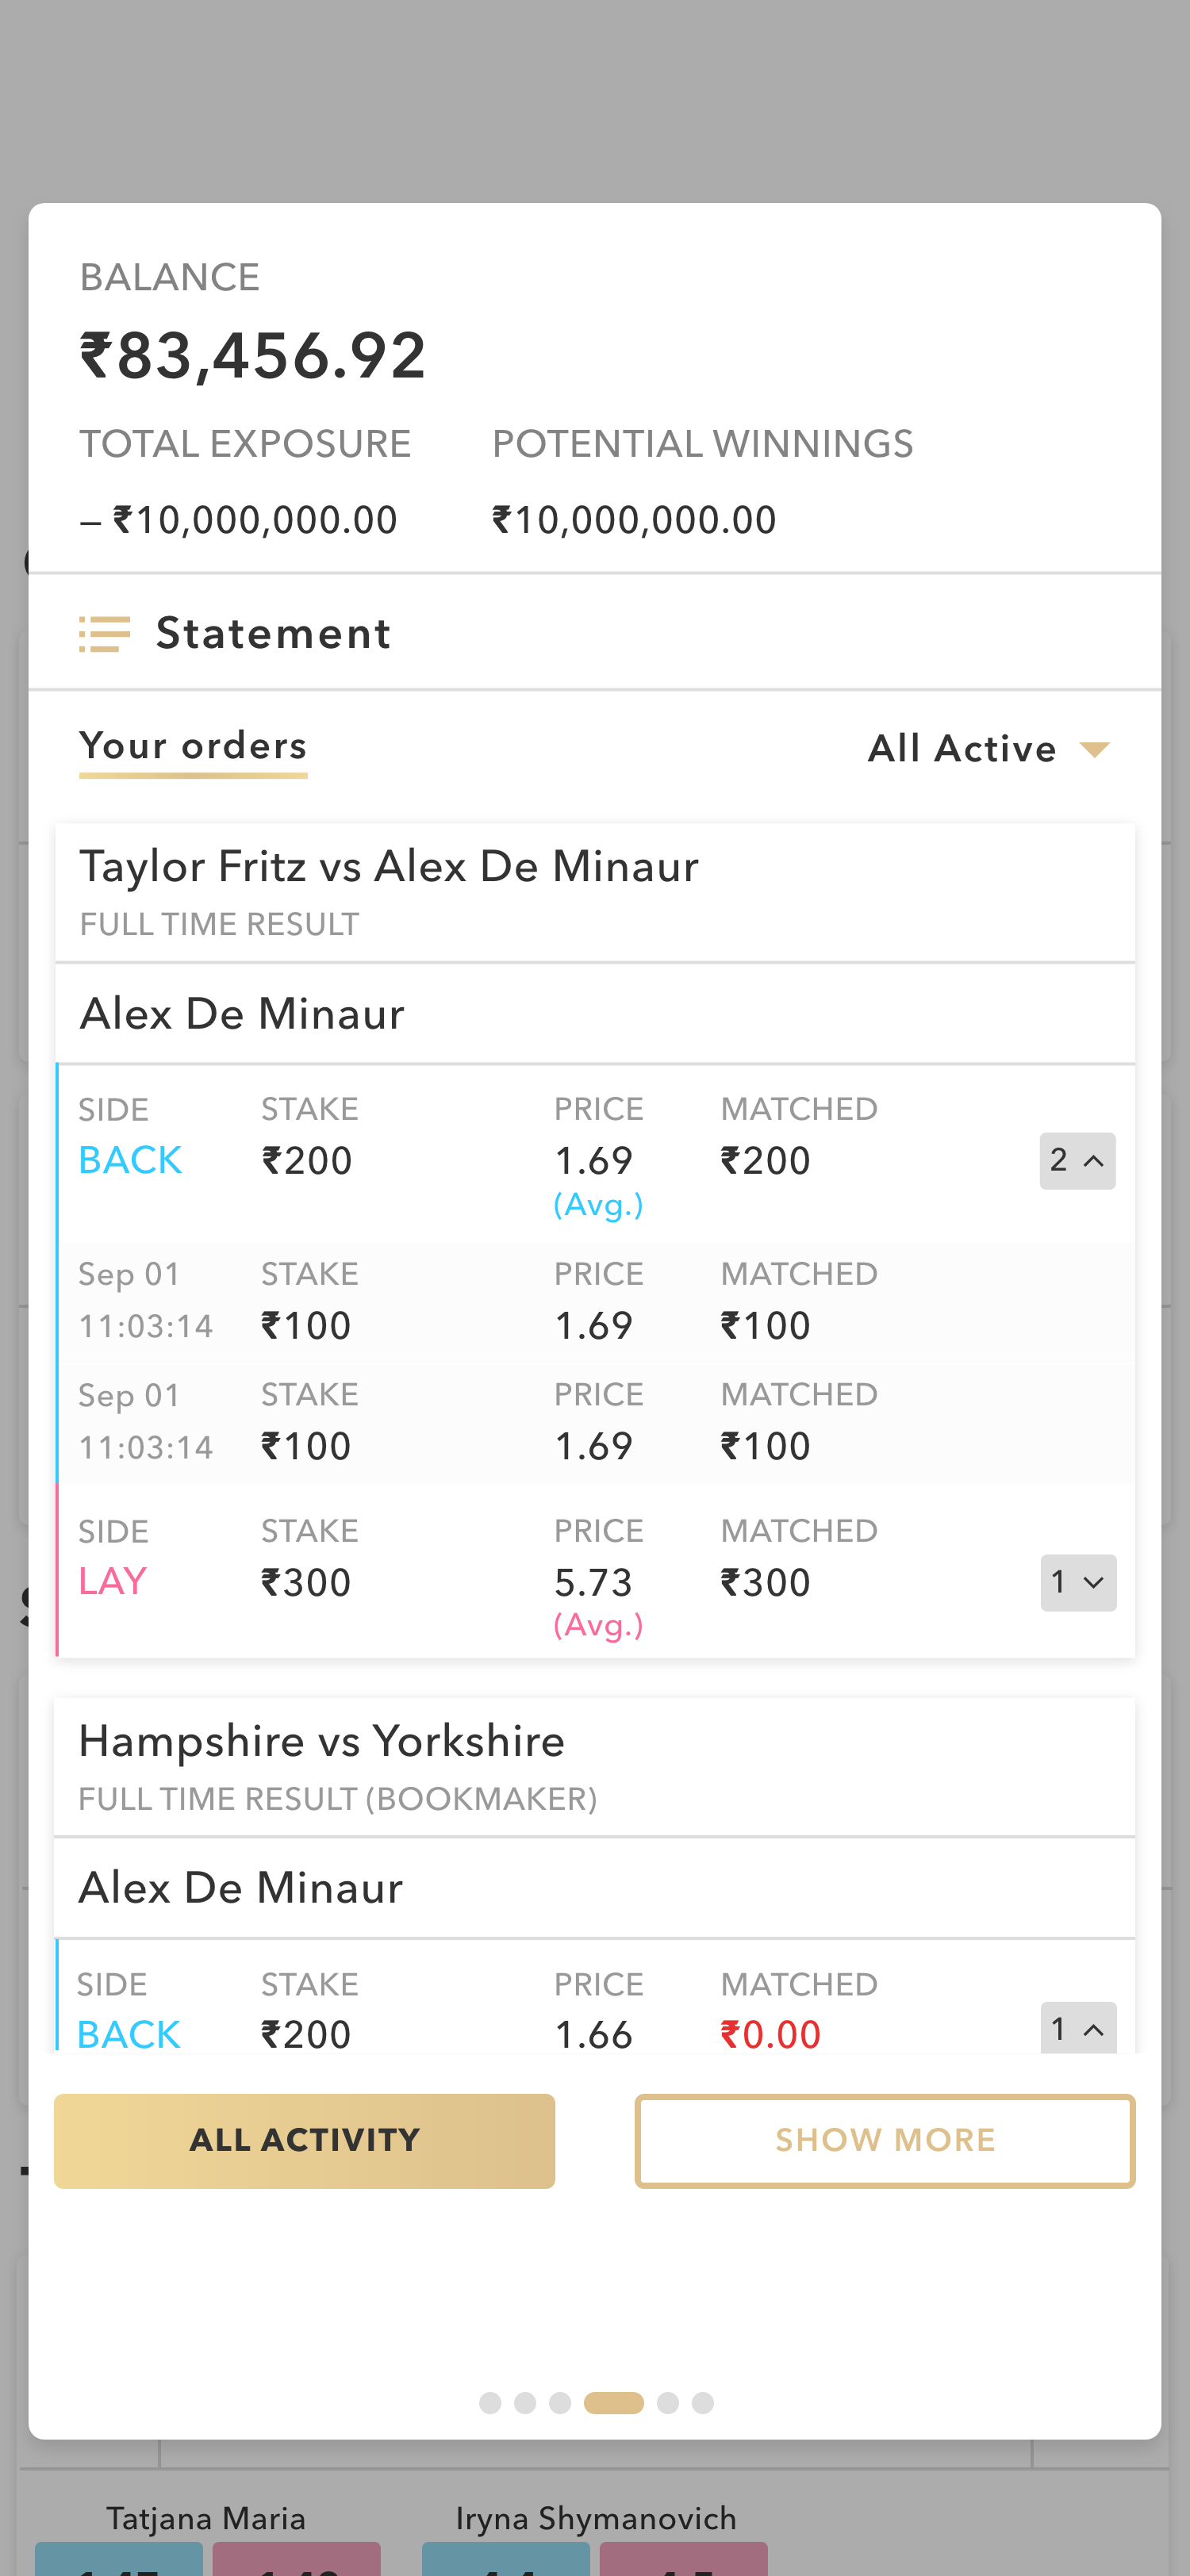 BALANCE
₹83,456.92
TOTAL EXPOSURE POTENTIAL WINNINGS
– ₹10,000,000.00 ₹10,000,000.00
Statement
Your orders All Active
Taylor Fritz vs Alex De Minaur
FULL TIME RESULT
Alex De Minaur
SIDE STAKE PRICE MATCHED
BACK ₹200 1.69 ₹200 2
(Avg.)
Sep 01 STAKE PRICE MATCHED
11:03:14 ₹100 1.69 ₹100
Sep 01 STAKE PRICE MATCHED
11:03:14 ₹100 1.69 ₹100
SIDE STAKE PRICE MATCHED
LAY ₹300 5.73 ₹300 1
(Avg.)
Hampshire vs Yorkshire
FULL TIME RESULT (BOOKMAKER)
Alex De Minaur
SIDE STAKE PRICE MATCHED
BACK ₹200 1.66 ₹0.00 1
ALL ACTIVITY SHOW MORE
Tatjana Maria Iryna Shymanovich